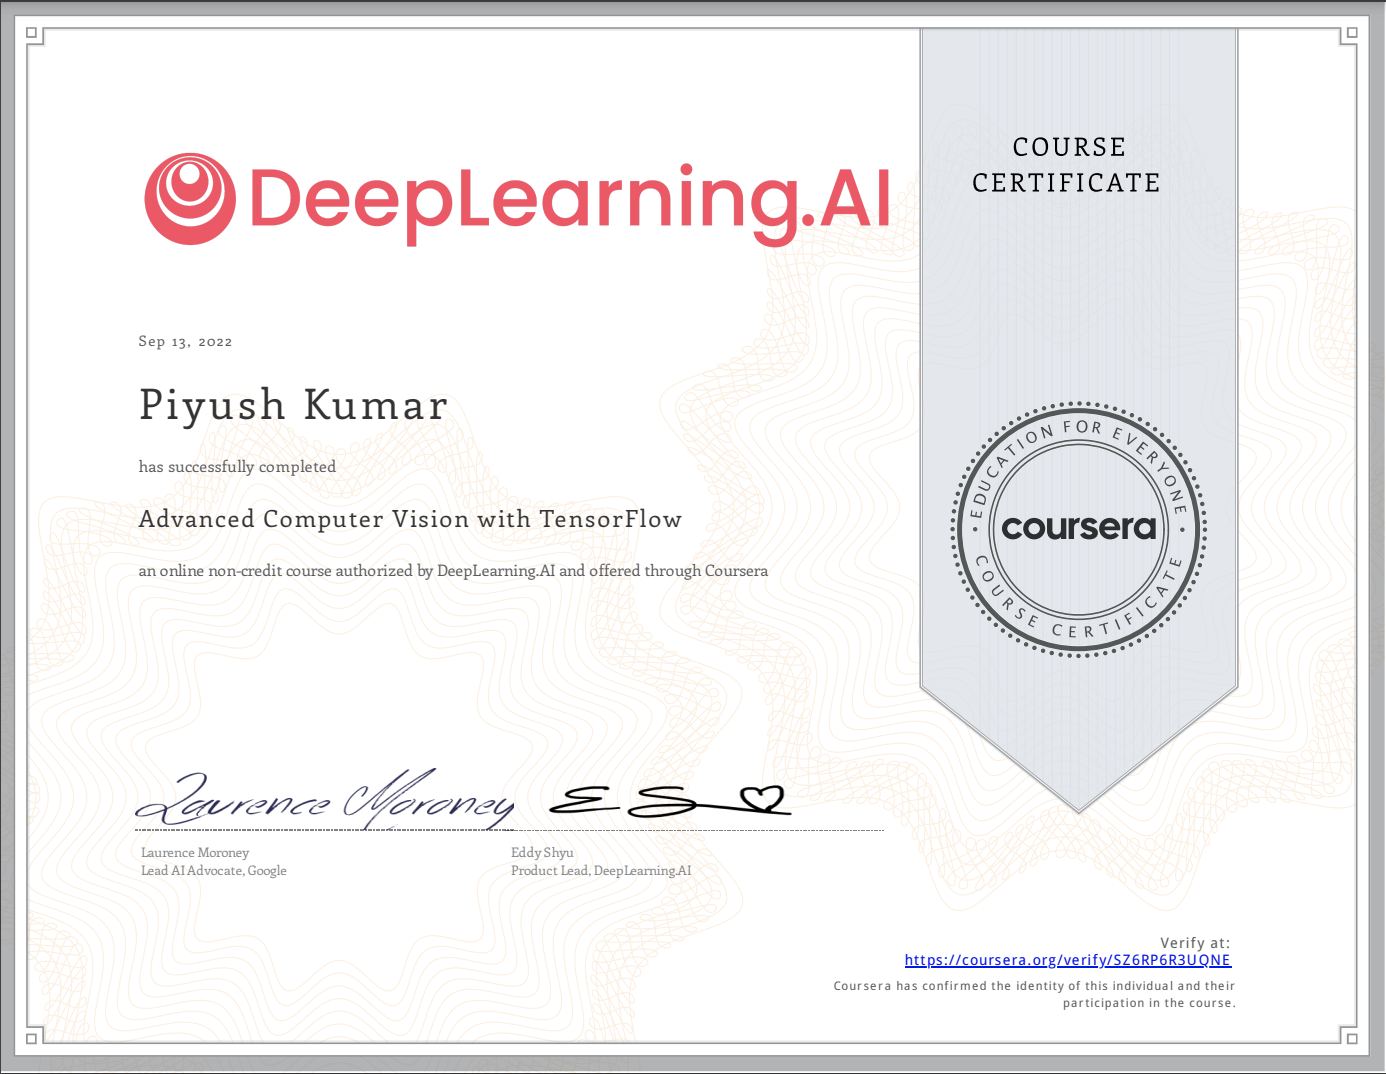 DeepLearning.AI
COURSE
CERTIFICATE
Sep 13, 2022
Piyush Kumar
has successfully completed
Advanced Computer Vision with TensorFlow
an online non-credit course authorized by DeepLearning.AI and offered through Coursera
EDUCATION FOR EVERYONE
coursera
COURSE CERTIFICATE
Laurence Moroney
E S
Laurence Moroney
Lead AI Advocate, Google
Eddy Shyu
Product Lead, DeepLearning.AI
Verify at:
https://coursera.org/verify/SZ6RP6R3UQNE
Coursera has confirmed the identity of this individual and their
participation in the course.